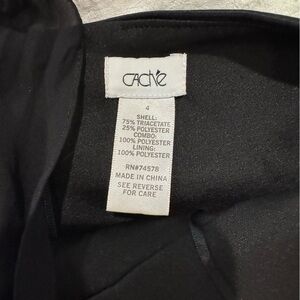 CACHÉ
4
SHELL:
75% TRIACETATE
25% POLYESTER
COMBO:
100% POLYESTER
LINING:
100% POLYESTER
RN#74578
MADE IN CHINA
SEE REVERSE
FOR CARE